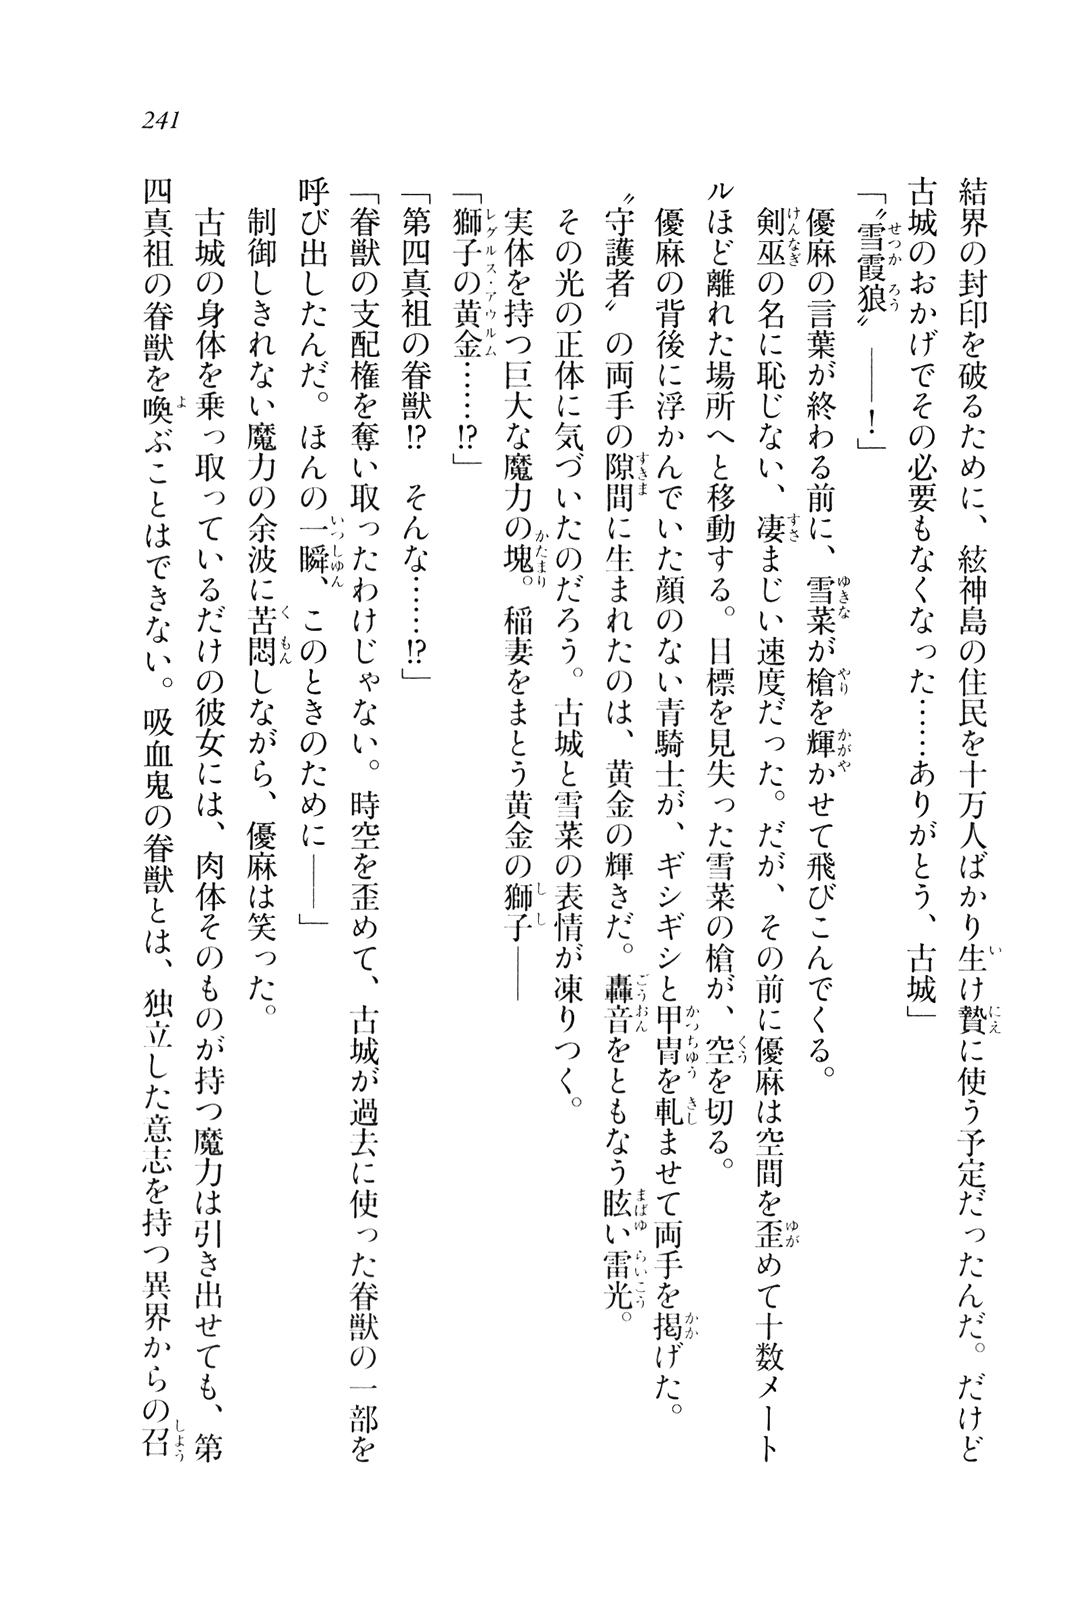 241
結界の封印を破るために、絃神島の住民を十万人ばかり生け贄に使う予定だったんだ。だけど
古城のおかげでその必要もなくなった……ありがとう、古城」
「〝雪霞狼〟――！」
優麻の言葉が終わる前に、雪菜が槍を輝かせて飛びこんでくる。
剣巫の名に恥じない、凄まじい速度だった。だが、その前に優麻は空間を歪めて十数メート
ルほど離れた場所へと移動する。目標を見失った雪菜の槍が、空を切る。
優麻の背後に浮かんでいた顔のない青騎士が、ギシギシと甲冑を軋ませて両手を掲げた。
〝守護者〟の両手の隙間に生まれたのは、黄金の輝きだ。轟音をともなう眩い雷光。
その光の正体に気づいたのだろう。古城と雪菜の表情が凍りつく。
実体を持つ巨大な魔力の塊。稲妻をまとう黄金の獅子――
「獅子の黄金……!?」
「第四真祖の眷獣!?　そんな……!?」
「眷獣の支配権を奪い取ったわけじゃない。時空を歪めて、古城が過去に使った眷獣の一部を
呼び出したんだ。ほんの一瞬、このときのために――」
制御しきれない魔力の余波に苦悶しながら、優麻は笑った。
古城の身体を乗っ取っているだけの彼女には、肉体そのものが持つ魔力は引き出せても、第
四真祖の眷獣を喚ぶことはできない。吸血鬼の眷獣とは、独立した意志を持つ異界からの召